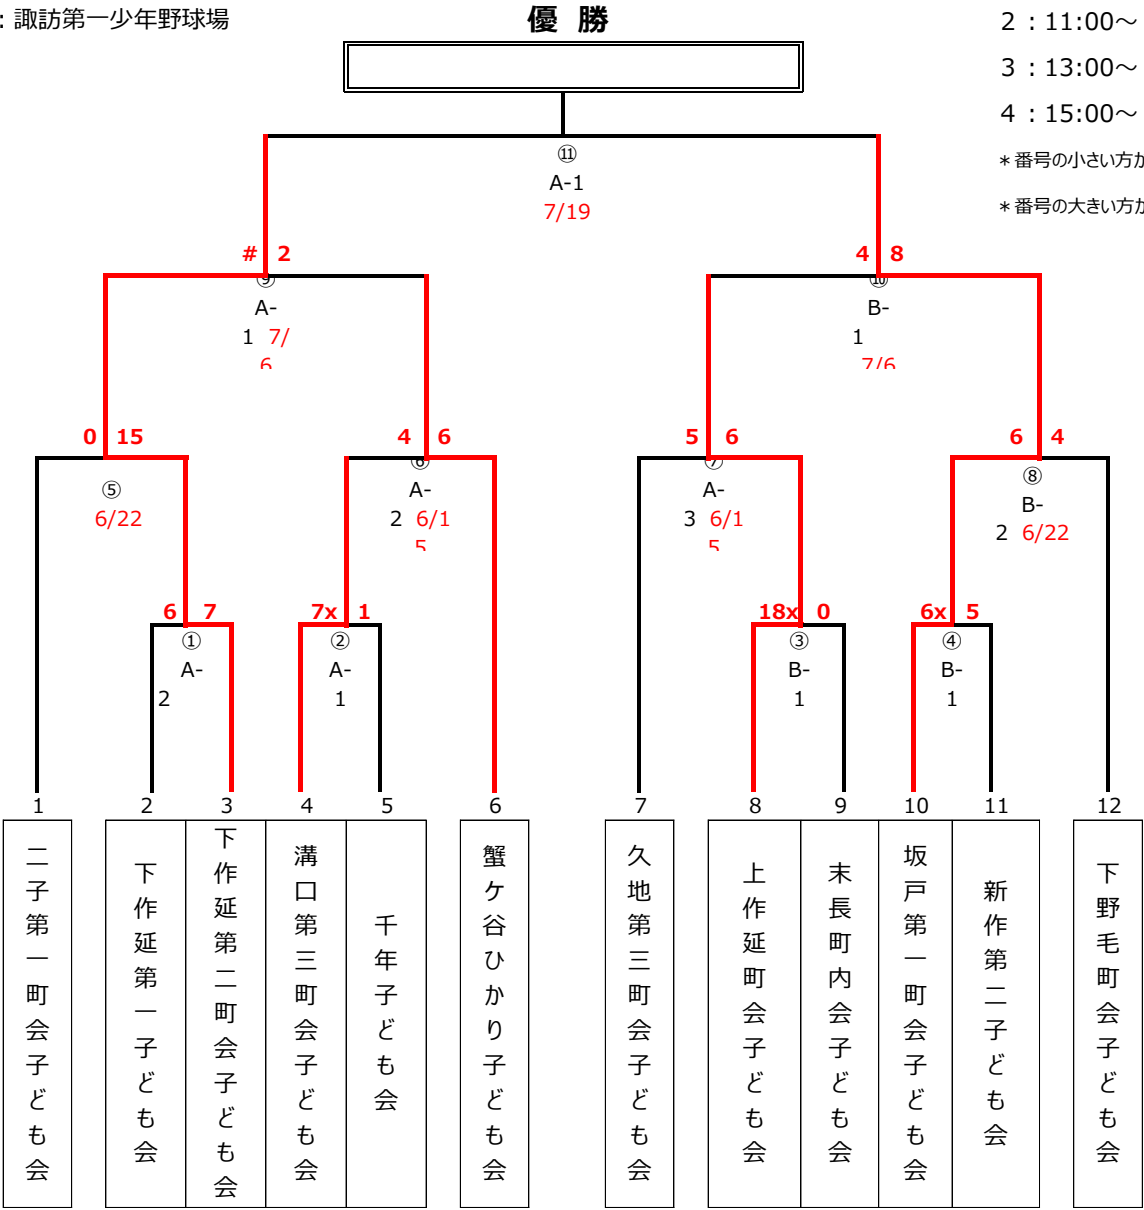 : 諏訪第一少年野球場
優 勝
2 : 11:00～
3 : 13:00～
4 : 15:00～
＊番号の小さい方が
＊番号の大きい方が
⑪
A-1
7/19
# 2
4 8
⑨
A-
1 7/
6
⑩
B-
1
7/6
0 15
4 6
5 6
6 4
⑤
6/22
⑥
A-
2 6/1
5
⑦
A-
3 6/1
5
⑧
B-
2 6/22
6 7
7x 1
18x 0
6x 5
①
A-
2
②
A-
1
③
B-
1
④
B-
1
1 2 3 4 5 6 7 8 9 10 11 12
二子第一町会子ども会
下作延第一子ども会
下作延第二町会子ども会
溝口第三町会子ども会
千年子ども会
蟹ケ谷ひかり子ども会
久地第三町会子ども会
上作延町会子ども会
末長町内会子ども会
坂戸第一町会子ども会
新作第二子ども会
下野毛町会子ども会